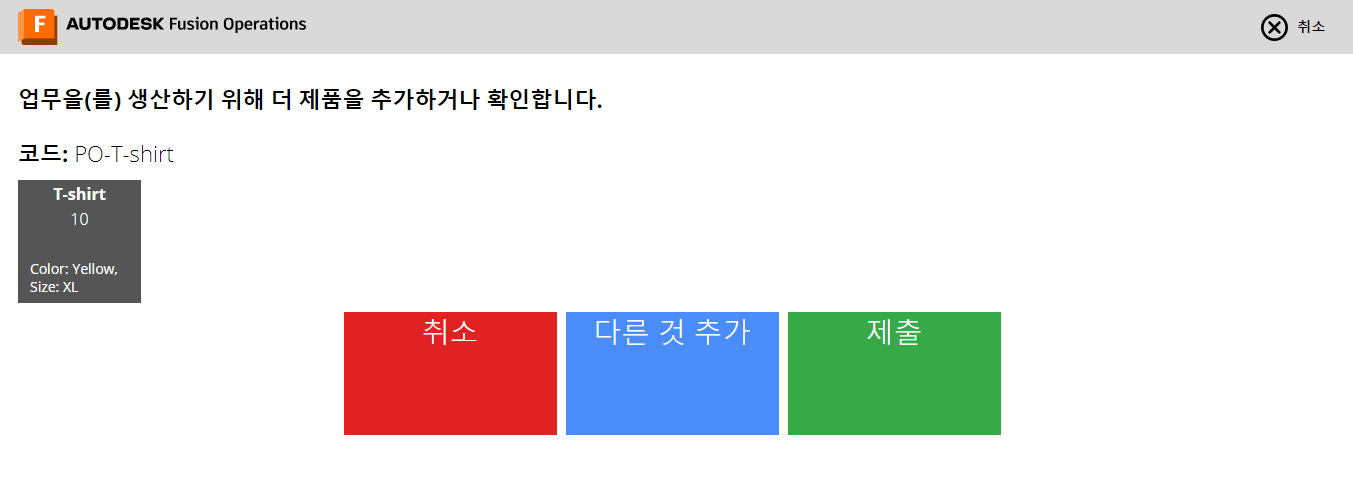 F AUTODESK Fusion Operations
취소
업무을(를) 생산하기 위해 더 제품을 추가하거나 확인합니다.
코드: PO-T-shirt
T-shirt
10
Color: Yellow,
Size: XL
취소
다른 것 추가
제출